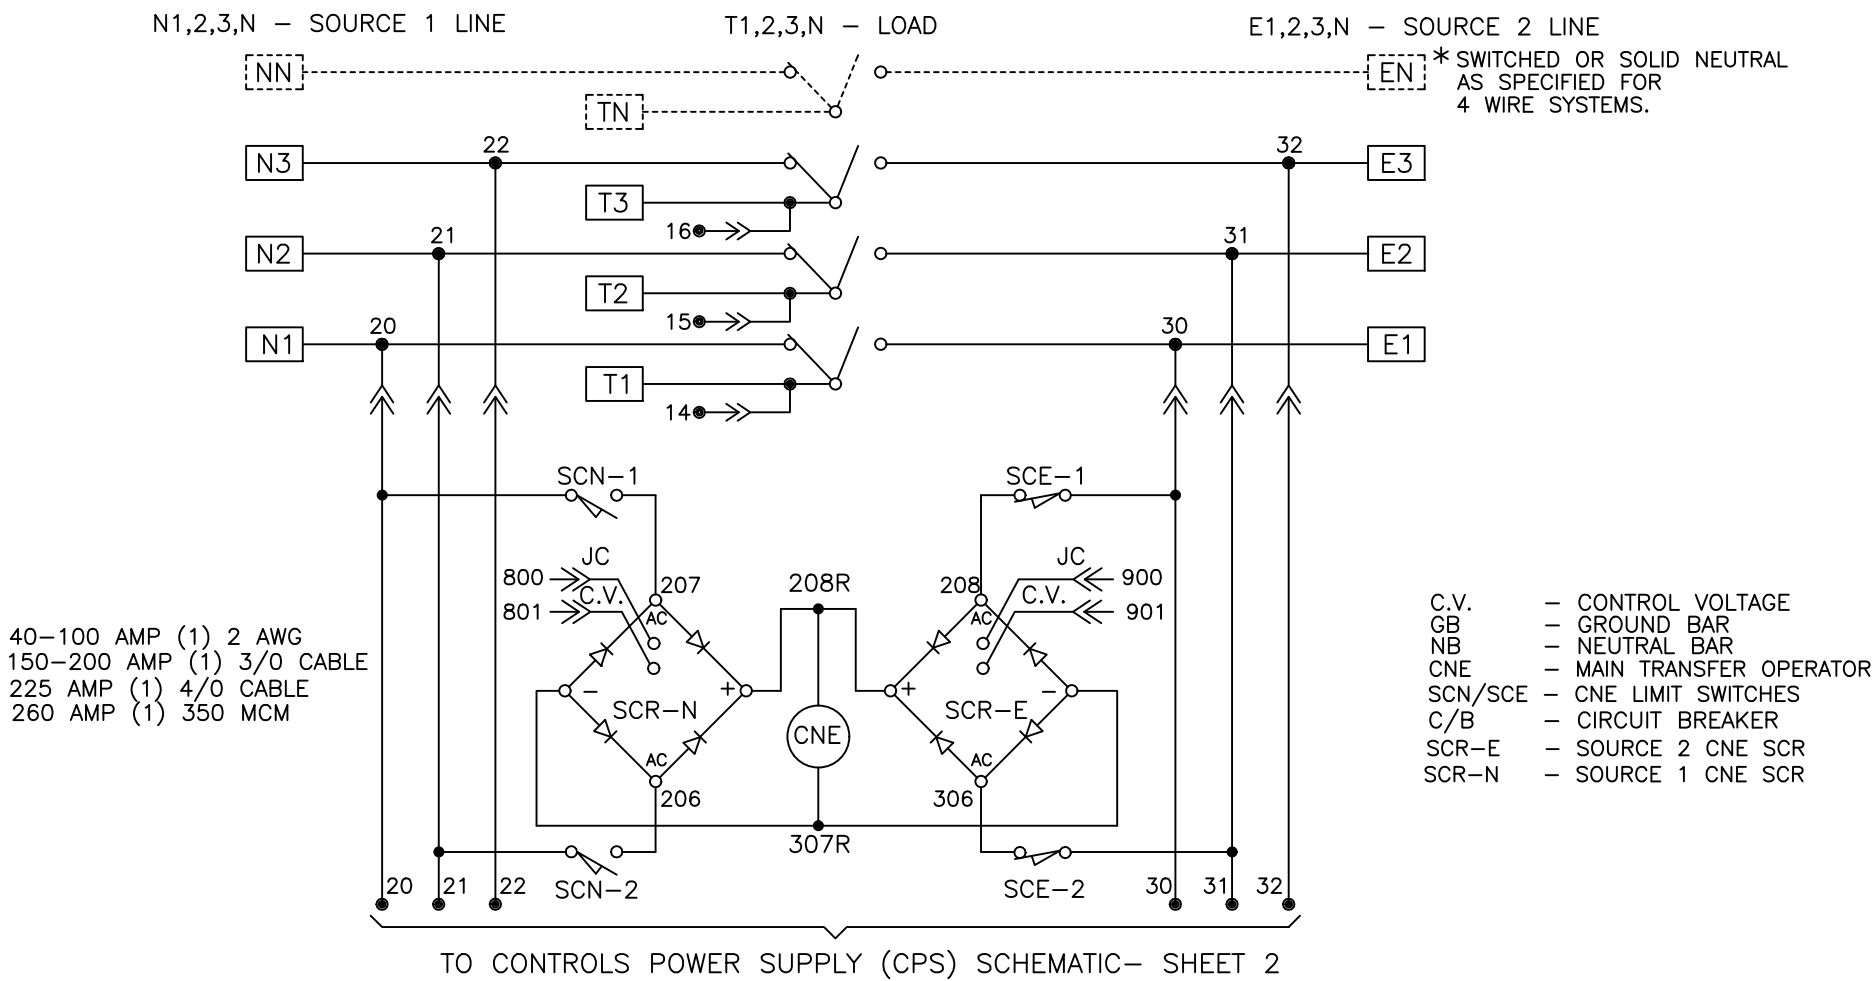 N1,2,3,N – SOURCE 1 LINE
T1,2,3,N – LOAD
E1,2,3,N – SOURCE 2 LINE
NN
EN
* SWITCHED OR SOLID NEUTRAL
AS SPECIFIED FOR
4 WIRE SYSTEMS.
TN
22
32
N3
E3
T3
16
21
31
N2
E2
T2
15
20
30
N1
E1
T1
14
SCN–1
SCE–1
JC
JC
800
207
208R
208
900
C.V.
C.V.
801
AC
AC
901
40–100 AMP (1) 2 AWG
150–200 AMP (1) 3/0 CABLE
225 AMP (1) 4/0 CABLE
260 AMP (1) 350 MCM
–
+
+
–
SCR–N
SCR–E
CNE
AC
AC
206
306
307R
C.V. – CONTROL VOLTAGE
GB – GROUND BAR
NB – NEUTRAL BAR
CNE – MAIN TRANSFER OPERATOR
SCN/SCE – CNE LIMIT SWITCHES
C/B – CIRCUIT BREAKER
SCR–E – SOURCE 2 CNE SCR
SCR–N – SOURCE 1 CNE SCR
20
21
22
SCN–2
SCE–2
30
31
32
TO CONTROLS POWER SUPPLY (CPS) SCHEMATIC– SHEET 2